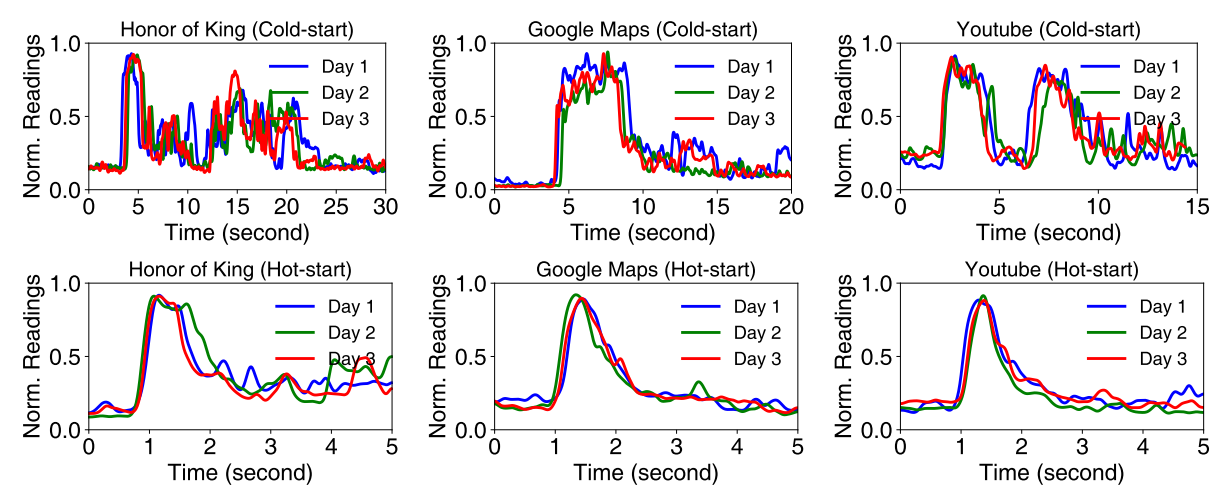 Honor of King (Cold-start)
Norm. Readings
1.0
0.5
0.0
Day 1
Day 2
Day 3
0 5 10 15 20 25 30
Time (second)
Google Maps (Cold-start)
Norm. Readings
1.0
0.5
0.0
Day 1
Day 2
Day 3
0 5 10 15 20
Time (second)
Youtube (Cold-start)
Norm. Readings
1.0
0.5
0.0
Day 1
Day 2
Day 3
0 5 10 15
Time (second)
Honor of King (Hot-start)
Norm. Readings
1.0
0.5
0.0
Day 1
Day 2
Day 3
0 1 2 3 4 5
Time (second)
Google Maps (Hot-start)
Norm. Readings
1.0
0.5
0.0
Day 1
Day 2
Day 3
0 1 2 3 4 5
Time (second)
Youtube (Hot-start)
Norm. Readings
1.0
0.5
0.0
Day 1
Day 2
Day 3
0 1 2 3 4 5
Time (second)